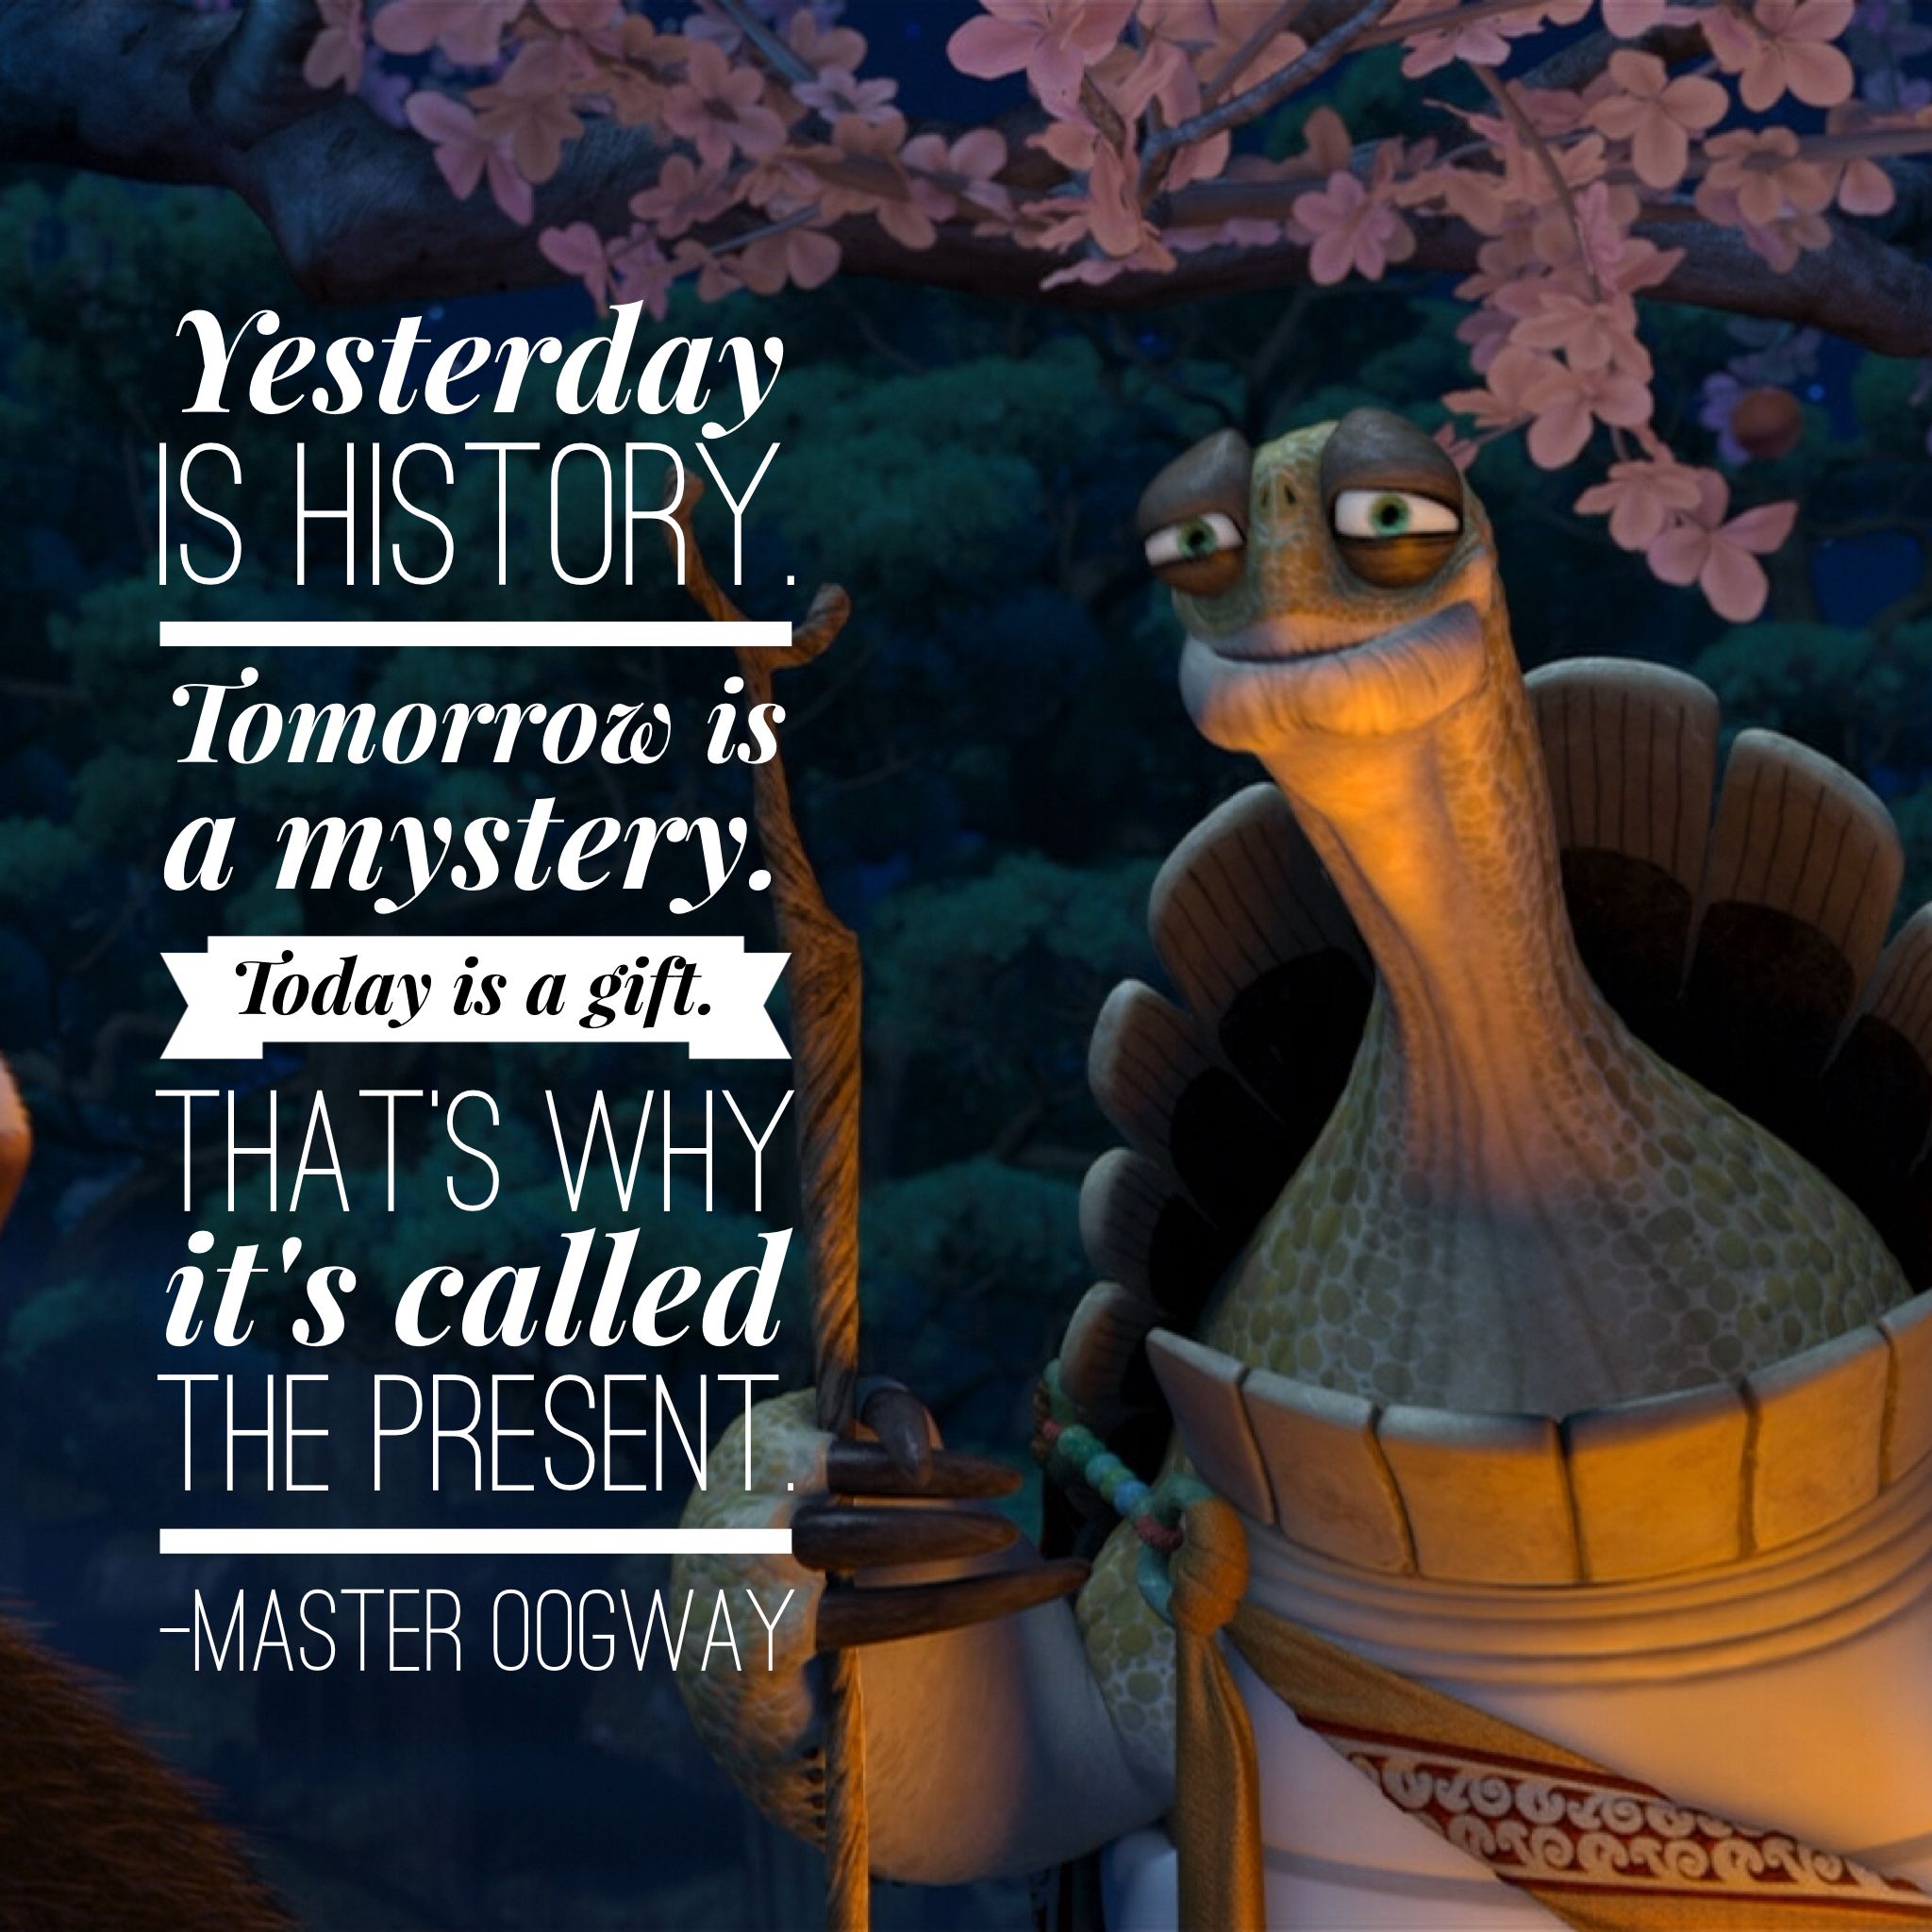 Yesterday
IS HISTORY.
Tomorrow is
a mystery.
Today is a gift.
THAT'S WHY
it's called
THE PRESENT.
-MASTER OOGWAY